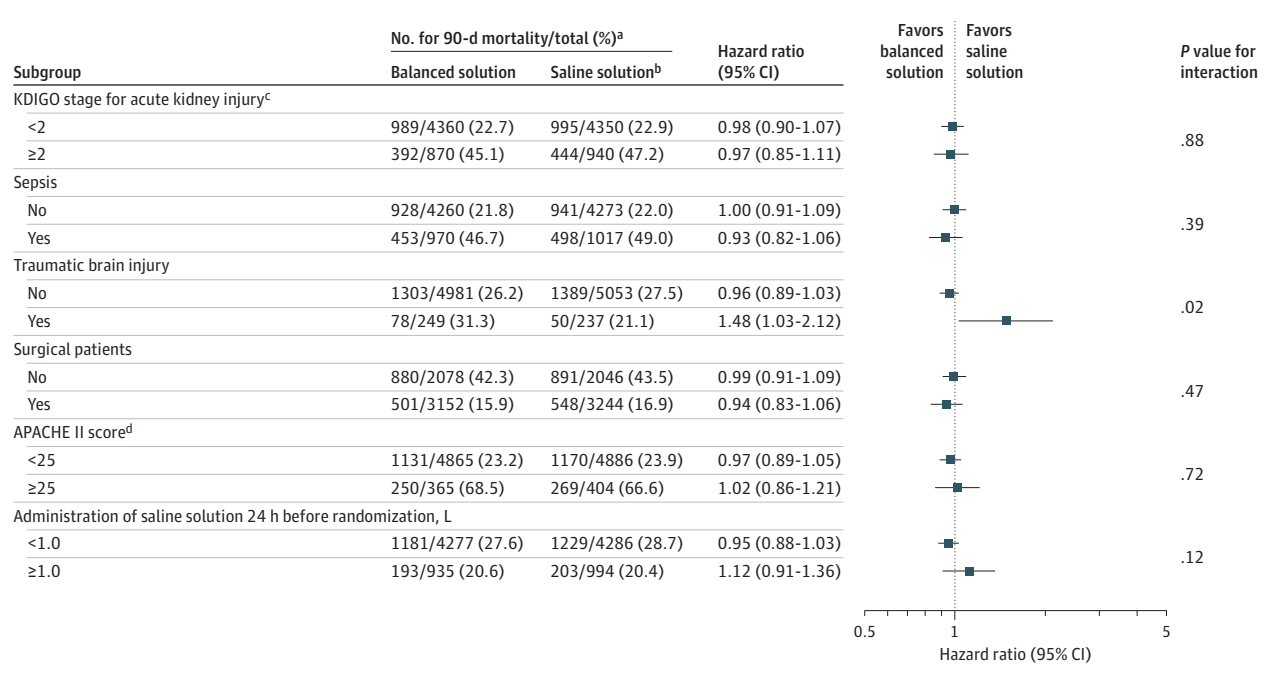 No. for 90-d mortality/total (%)a
Subgroup Balanced solution Saline solutionb Hazard ratio (95% CI) Favors balanced solution Favors saline solution P value for interaction
KDIGO stage for acute kidney injuryc
<2 989/4360 (22.7) 995/4350 (22.9) 0.98 (0.90-1.07)
.88
≥2 392/870 (45.1) 444/940 (47.2) 0.97 (0.85-1.11)
Sepsis
No 928/4260 (21.8) 941/4273 (22.0) 1.00 (0.91-1.09)
.39
Yes 453/970 (46.7) 498/1017 (49.0) 0.93 (0.82-1.06)
Traumatic brain injury
No 1303/4981 (26.2) 1389/5053 (27.5) 0.96 (0.89-1.03)
.02
Yes 78/249 (31.3) 50/237 (21.1) 1.48 (1.03-2.12)
Surgical patients
No 880/2078 (42.3) 891/2046 (43.5) 0.99 (0.91-1.09)
.47
Yes 501/3152 (15.9) 548/3244 (16.9) 0.94 (0.83-1.06)
APACHE II scored
<25 1131/4865 (23.2) 1170/4886 (23.9) 0.97 (0.89-1.05)
.72
≥25 250/365 (68.5) 269/404 (66.6) 1.02 (0.86-1.21)
Administration of saline solution 24 h before randomization, L
<1.0 1181/4277 (27.6) 1229/4286 (28.7) 0.95 (0.88-1.03)
.12
≥1.0 193/935 (20.6) 203/994 (20.4) 1.12 (0.91-1.36)
0.5 1 5
Hazard ratio (95% CI)